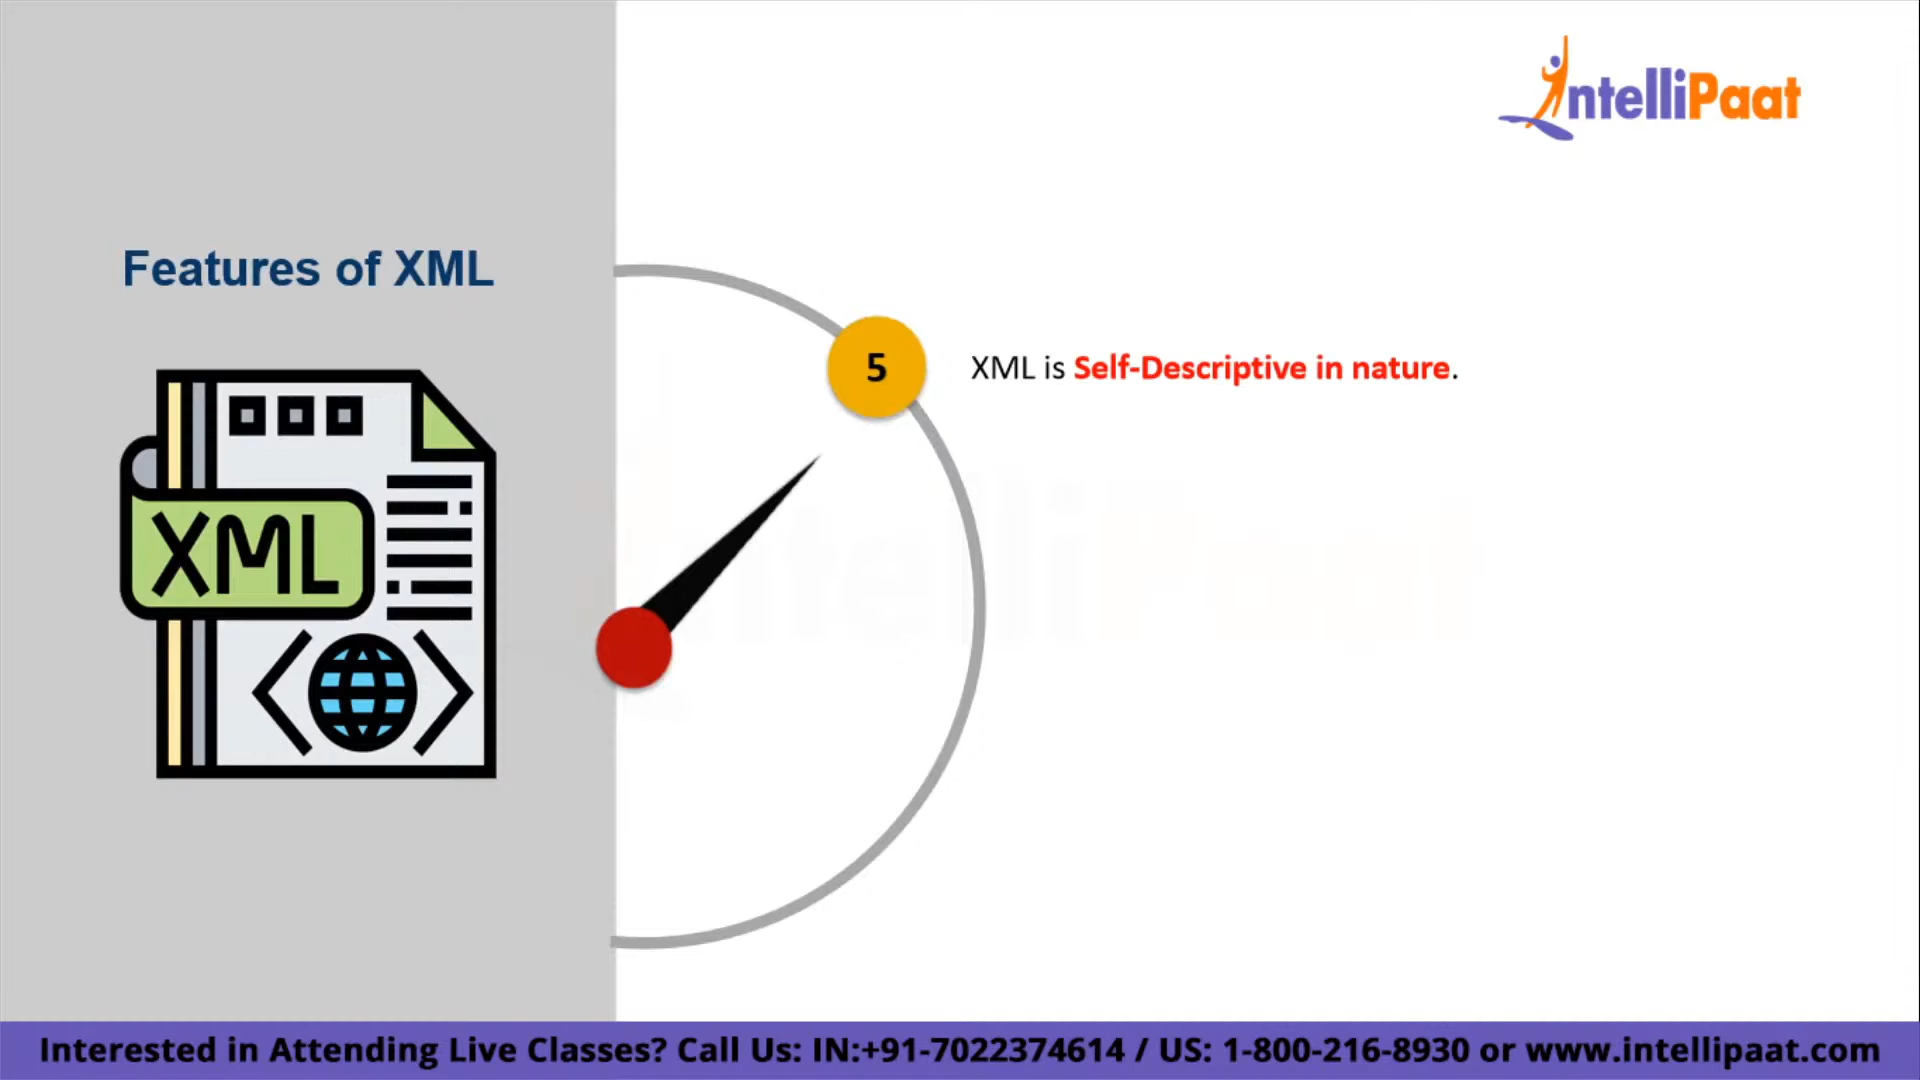 IntelliPaat
Features of XML
5
XML is Self-Descriptive in nature.
XML
Interested in Attending Live Classes? Call Us: IN:+91-7022374614 / US: 1-800-216-8930 or www.intellipaat.com